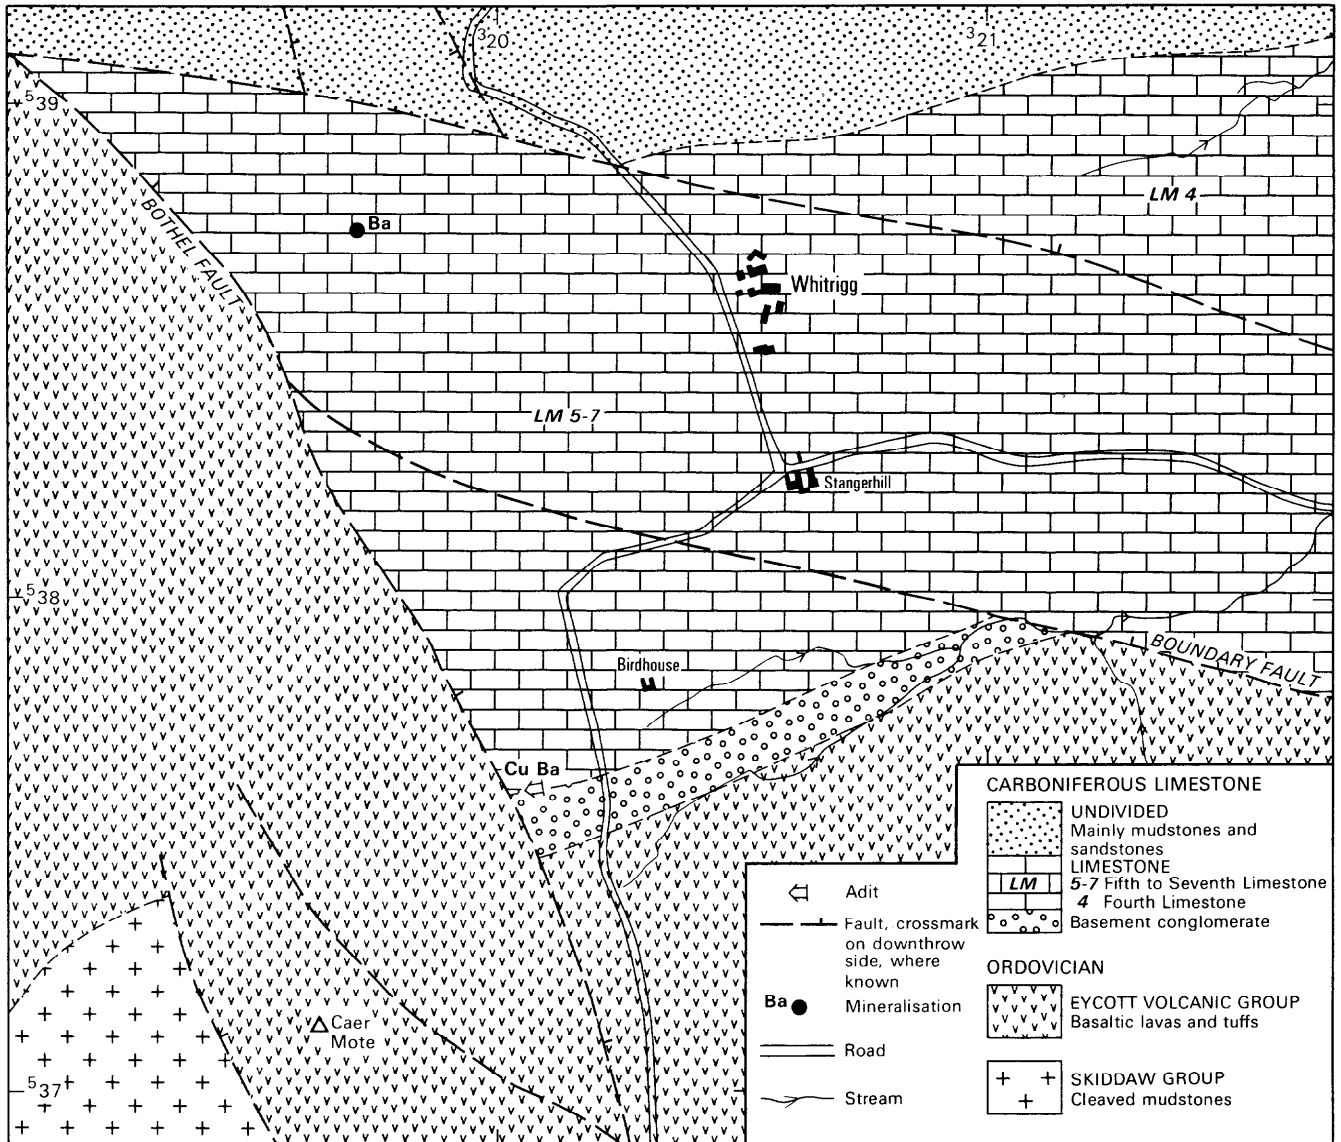 320
321
539
LM 4
Ba
BOTHEL FAULT
Whitrigg
LM 5-7
Stangerhill
538
BOUNDARY FAULT
Birdhouse
Cu Ba
Caer
Mote
537
Adit
Fault, crossmark
on downthrow
side, where
known
Ba
Mineralisation
Road
Stream
CARBONIFEROUS LIMESTONE
UNDIVIDED
Mainly mudstones and
sandstones
LIMESTONE
LM 5-7 Fifth to Seventh Limestone
4 Fourth Limestone
Basement conglomerate
ORDOVICIAN
EYCOTT VOLCANIC GROUP
Basaltic lavas and tuffs
SKIDDAW GROUP
Cleaved mudstones